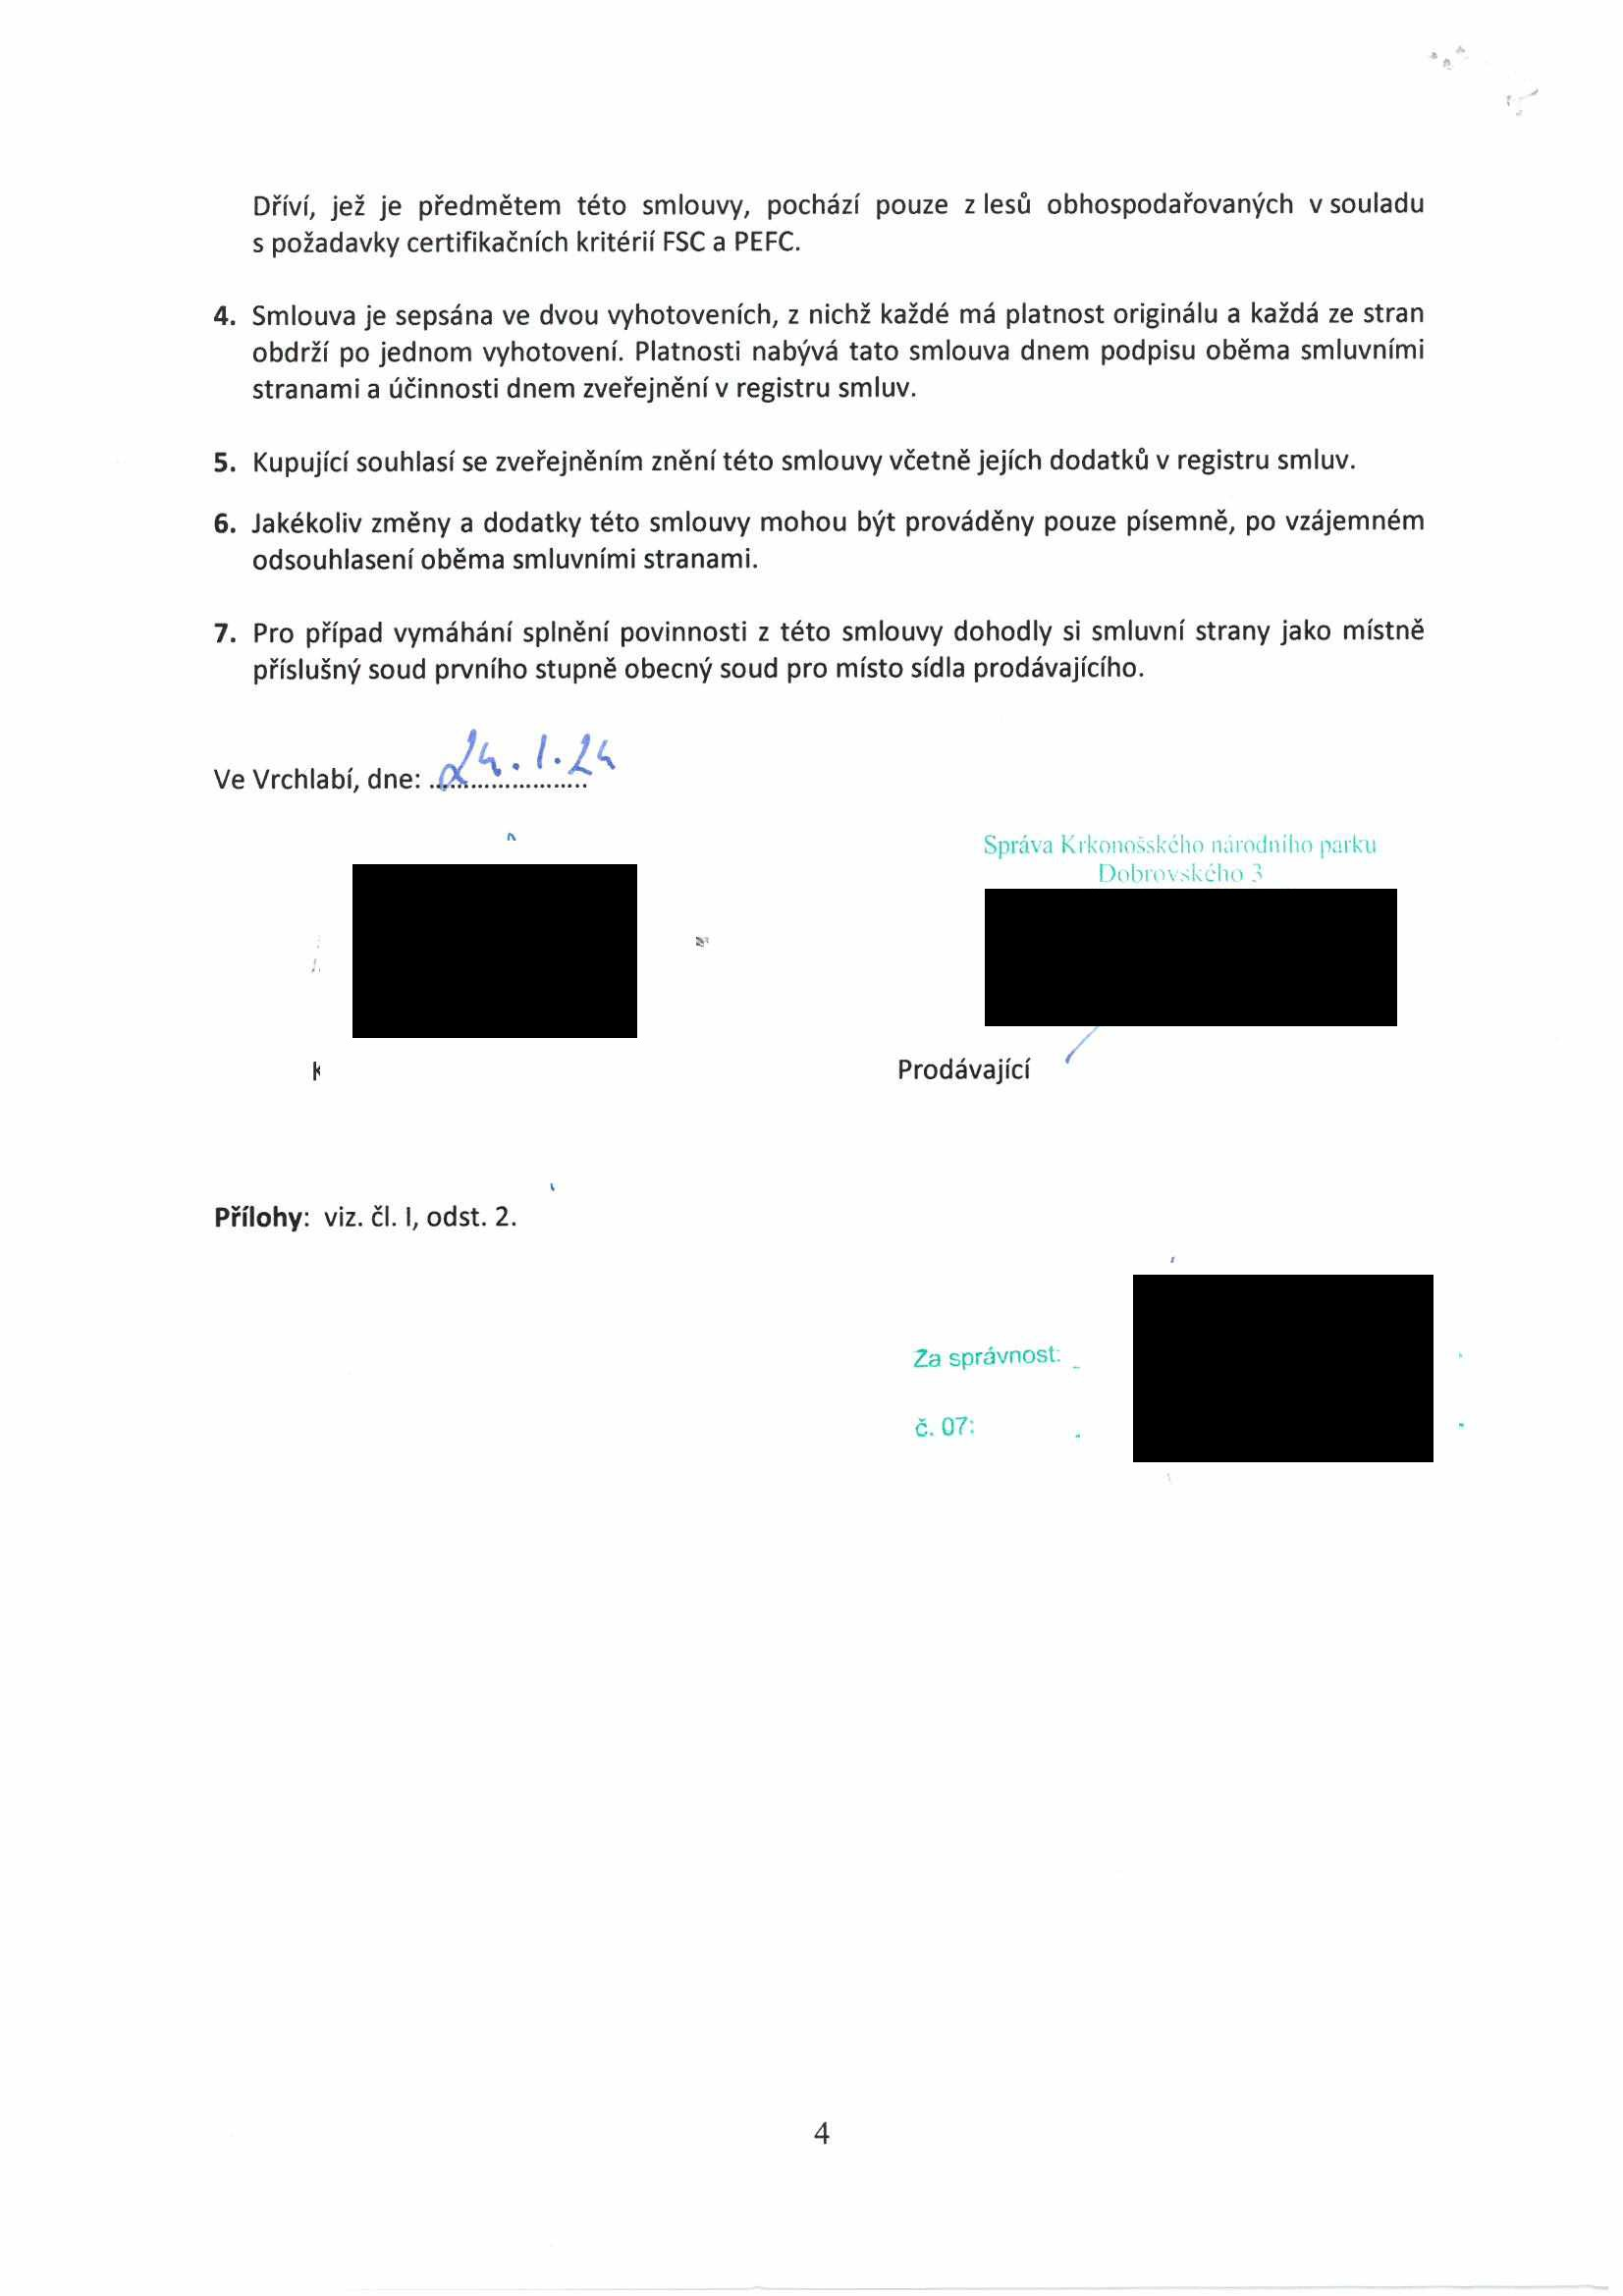 Dříví, jež je předmětem této smlouvy, pochází pouze z lesů obhospodařovaných v souladu
s požadavky certifikačních kritérií FSC a PEFC.
4. Smlouva je sepsána ve dvou vyhotoveních, z nichž každé má platnost originálu a každá ze stran
obdrží po jednom vyhotovení. Platnosti nabývá tato smlouva dnem podpisu oběma smluvními
stranami a účinnosti dnem zveřejnění v registru smluv.
5. Kupující souhlasí se zveřejněním znění této smlouvy včetně jejích dodatků v registru smluv.
6. Jakékoliv změny a dodatky této smlouvy mohou být prováděny pouze písemně, po vzájemném
odsouhlasení oběma smluvními stranami.
7. Pro případ vymáhání splnění povinnosti z této smlouvy dohodly si smluvní strany jako místně
příslušný soud prvního stupně obecný soud pro místo sídla prodávajícího.
Ve Vrchlabí, dne: 24.1.24
Správa Krkonošského národního parku
Dobrovského 3
Prodávající
Přílohy: viz. čl. I, odst. 2.
Za správnost:
č. 07:
4